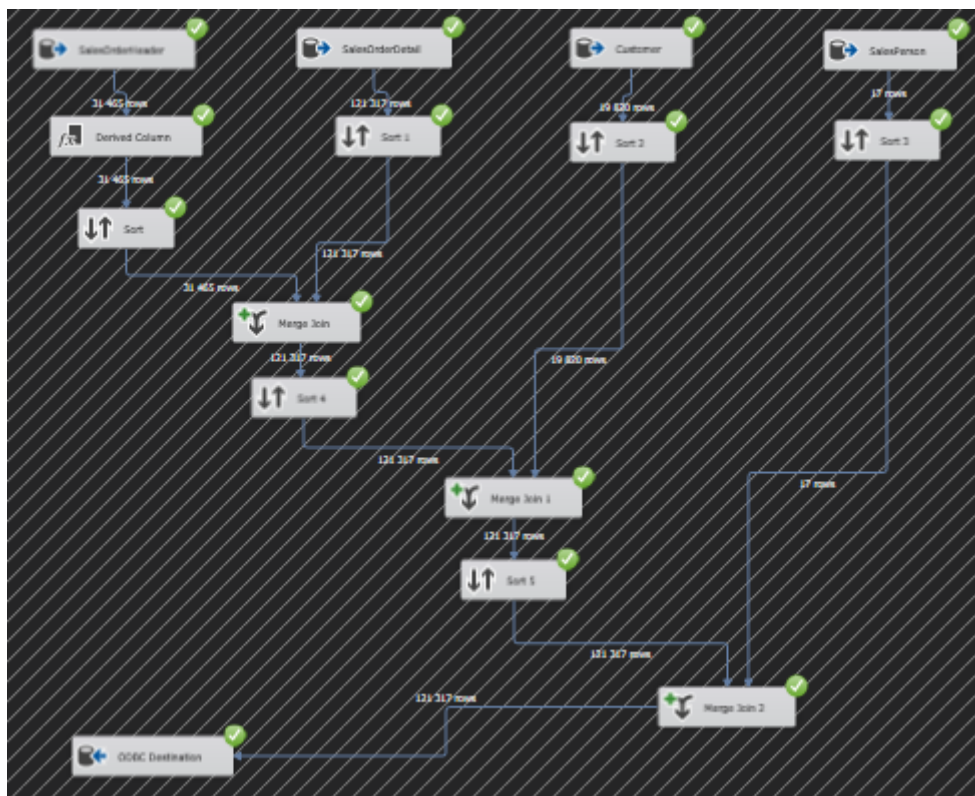 SalesOrderHeader
SalesOrderDetail
Customer
SalesPerson
31 465 rows
121 317 rows
19 820 rows
17 rows
Derived Column
Sort 1
Sort 2
Sort 3
31 465 rows
Sort
121 317 rows
31 465 rows
Merge Join
121 317 rows
19 820 rows
Sort 4
121 317 rows
17 rows
Merge Join 1
121 317 rows
Sort 5
121 317 rows
121 317 rows
Merge Join 2
ODBC Destination